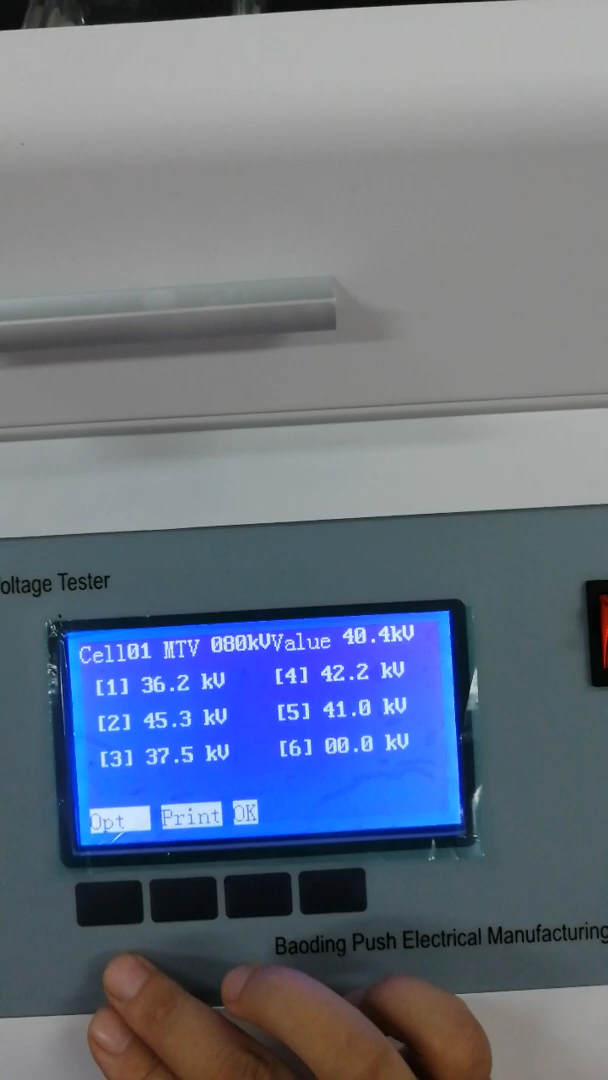 oltage Tester
Cell01 MTV 080kVValue 40.4kV
[1] 36.2 kV [4] 42.2 kV
[2] 45.3 kV [5] 41.0 kV
[3] 37.5 kV [6] 00.0 kV
Opt Print OK
Baoding Push Electrical Manufacturing